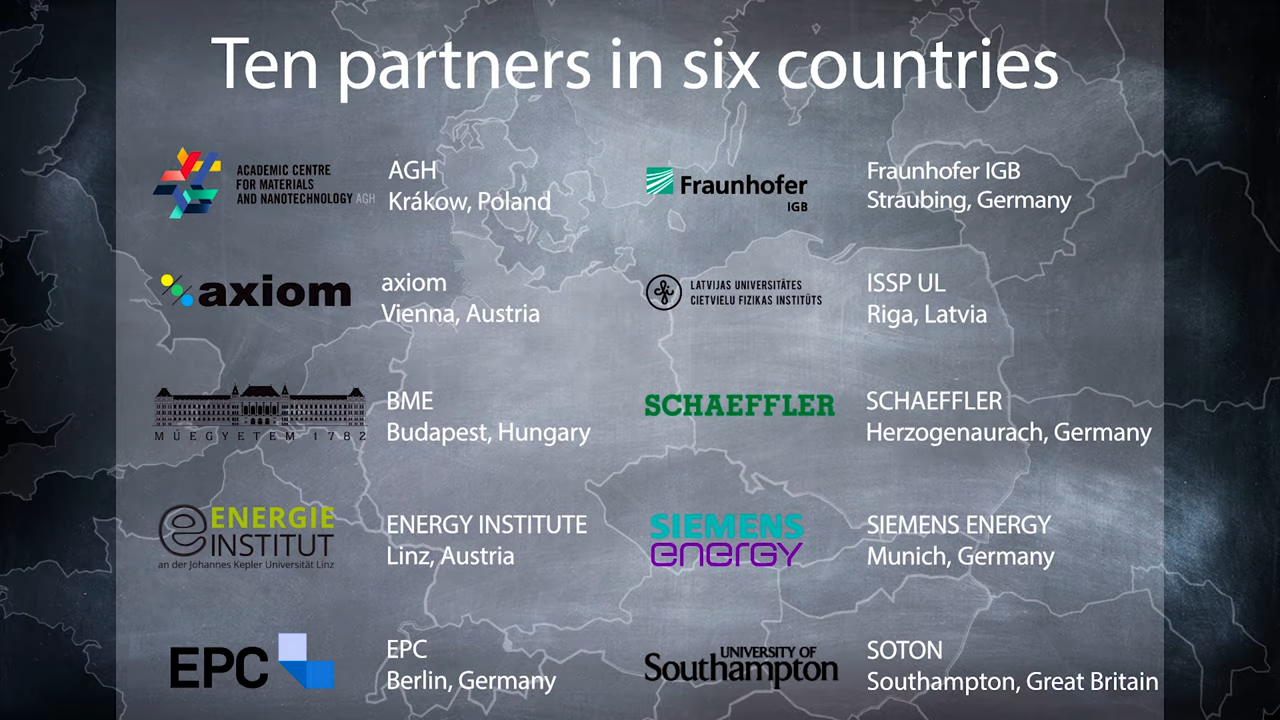 Ten partners in six countries
ACADEMIC CENTRE
FOR MATERIALS
AND NANOTECHNOLOGY AGH
AGH
Krákow, Poland
Fraunhofer
IGB
Fraunhofer IGB
Straubing, Germany
axiom
axiom
Vienna, Austria
LATVIJAS UNIVERSITĀTES
CIETVIELU FIZIKAS INSTITŪTS
ISSP UL
Riga, Latvia
MŰEGYETEM 1782
BME
Budapest, Hungary
SCHAEFFLER
SCHAEFFLER
Herzogenaurach, Germany
ENERGIE
INSTITUT
an der Johannes Kepler Universität Linz
ENERGY INSTITUTE
Linz, Austria
SIEMENS
energy
SIEMENS ENERGY
Munich, Germany
EPC
EPC
Berlin, Germany
UNIVERSITY OF
Southampton
SOTON
Southampton, Great Britain